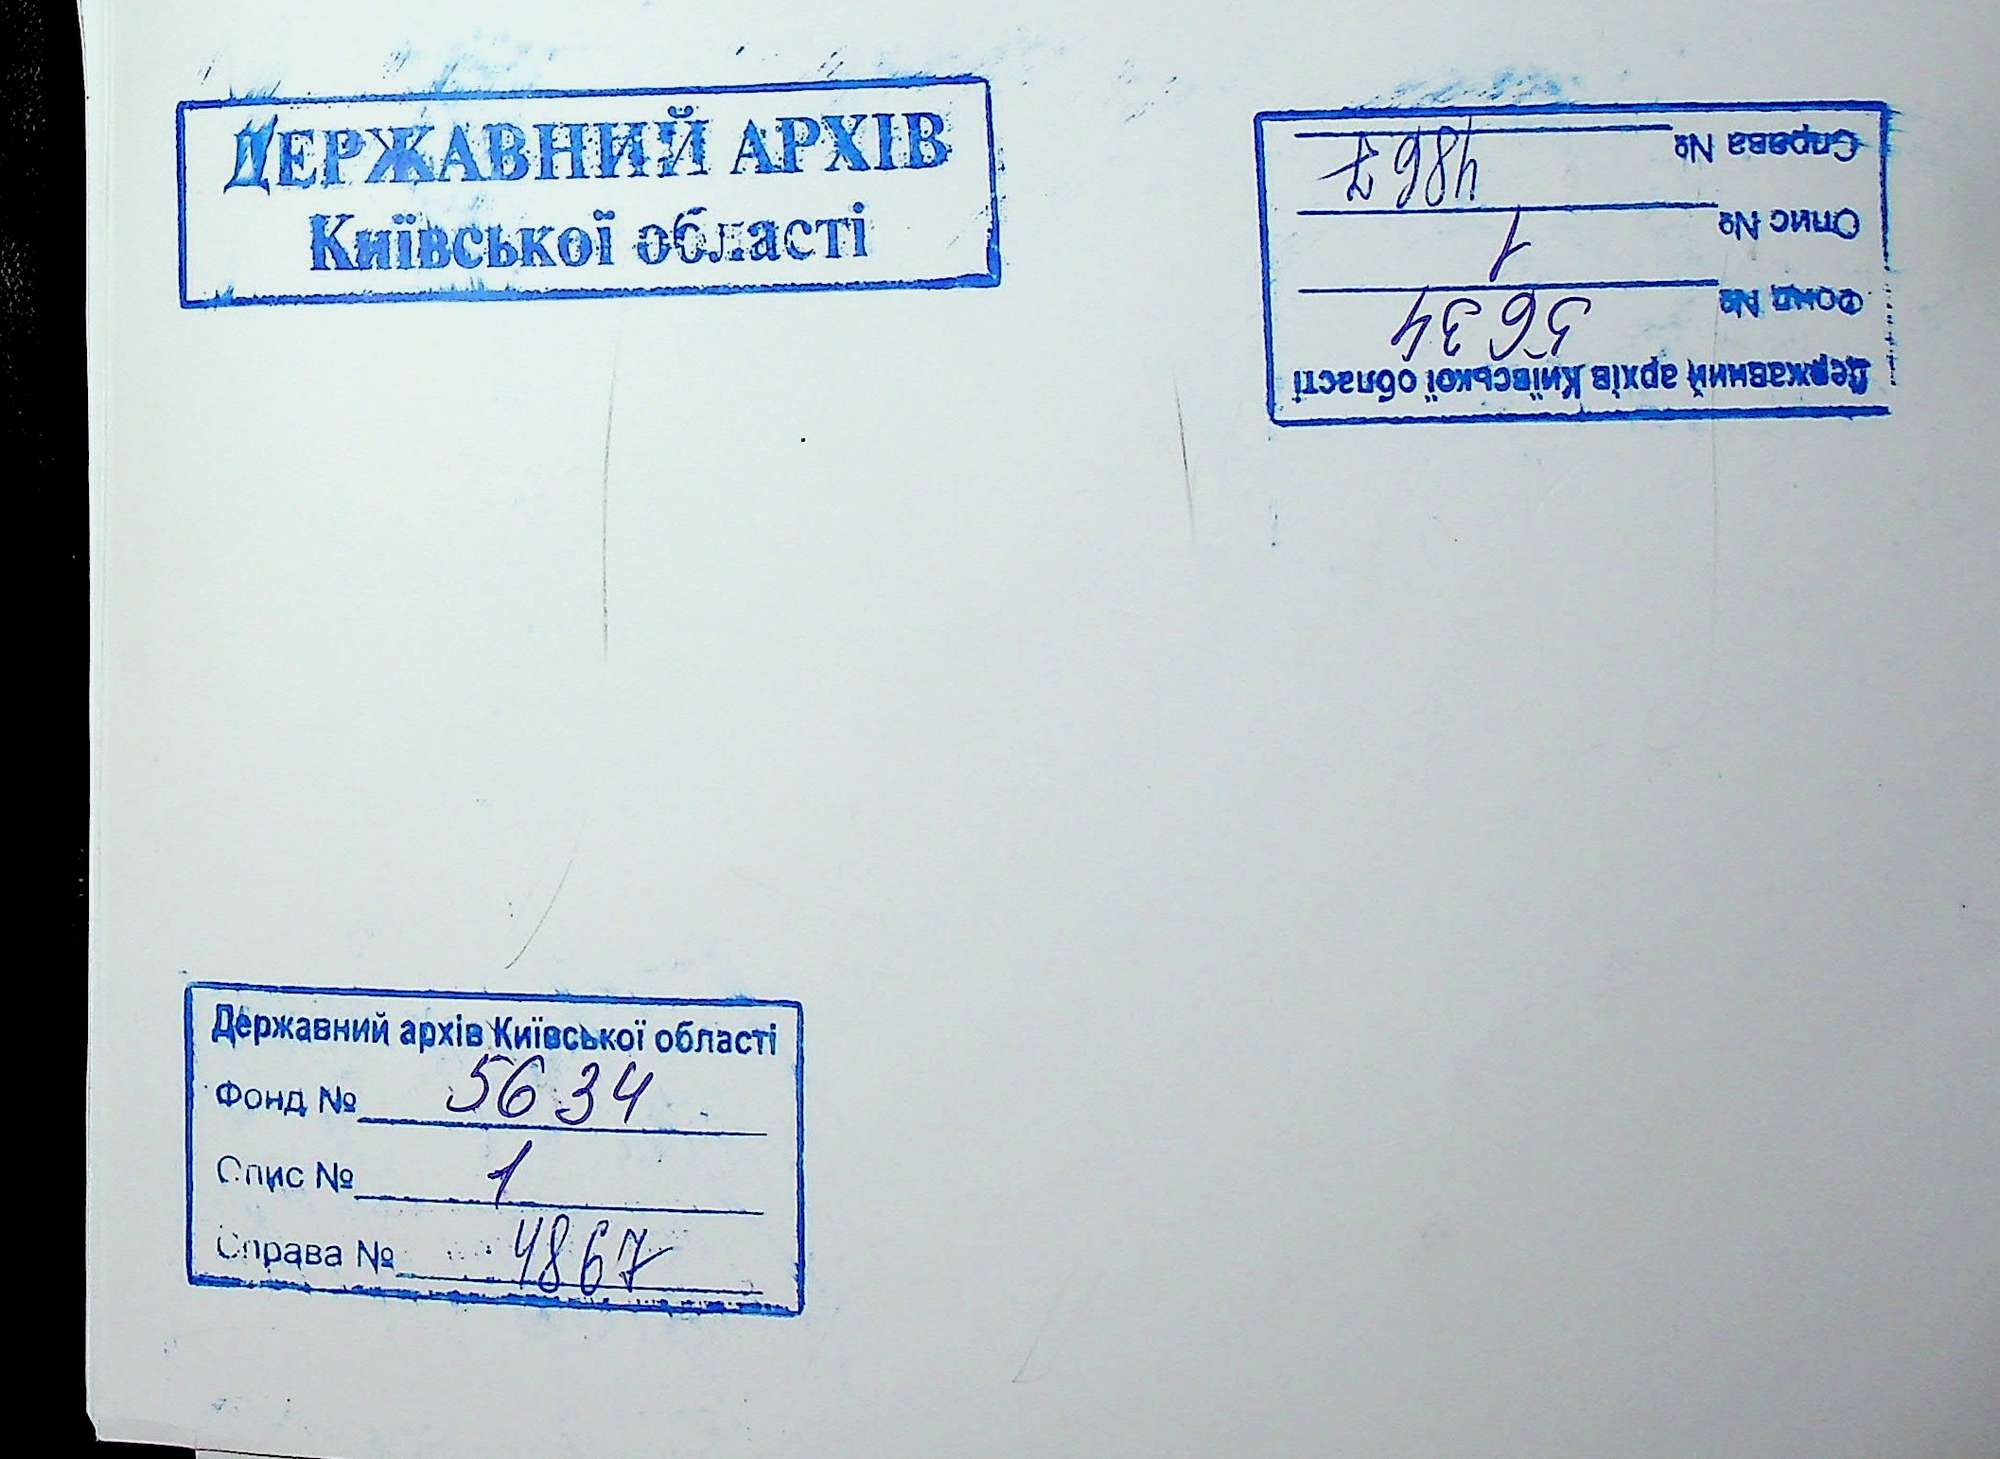 ДЕРЖАВНИЙ АРХІВ
Київської області
Державний архів Київської області
Фонд № 5634
Опис № 1
Справа № 4867
Державний архів Київської області
Фонд № 5634
Опис № 1
Справа № 4867